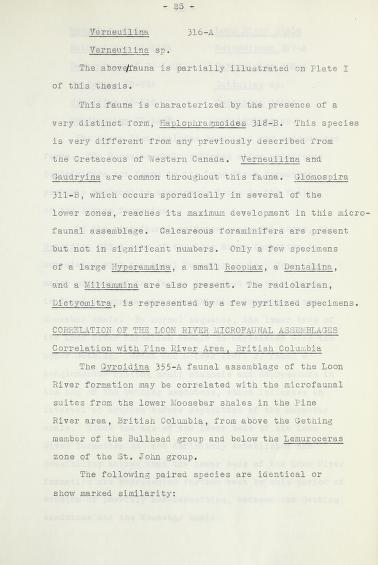 - 25 -
Verneuilina 316-A
Verneuilina sp.
The above fauna is partially illustrated on Plate I
of this thesis.
This fauna is characterized by the presence of a
very distinct form, Haplophragmoides 318-B. This species
is very different from any previously described from
the Cretaceous of Western Canada. Verneuilina and
Gaudryina are common throughout this fauna. Glomospira
311-B, which occurs sporadically in several of the
lower zones, reaches its maximum development in this micro-
faunal assemblage. Calcareous foraminifera are present
but not in significant numbers. Only a few specimens
of a large Hyperammina, a small Reophax, a Dentalina,
and a Miliammina are also present. The radiolarian,
Dictyomitra, is represented by a few pyritized specimens.
CORRELATION OF THE LOON RIVER MICROFAUNAL ASSEMBLAGES
Correlation with Pine River Area, British Columbia
The Gyroidina 355-A faunal assemblage of the Loon
River formation may be correlated with the microfaunal
suites from the lower Moosebar shales in the Pine
River area, British Columbia, from above the Gething
member of the Bullhead group and below the Lemuroceras
zone of the St. John group.
The following paired species are identical or
show marked similarity: